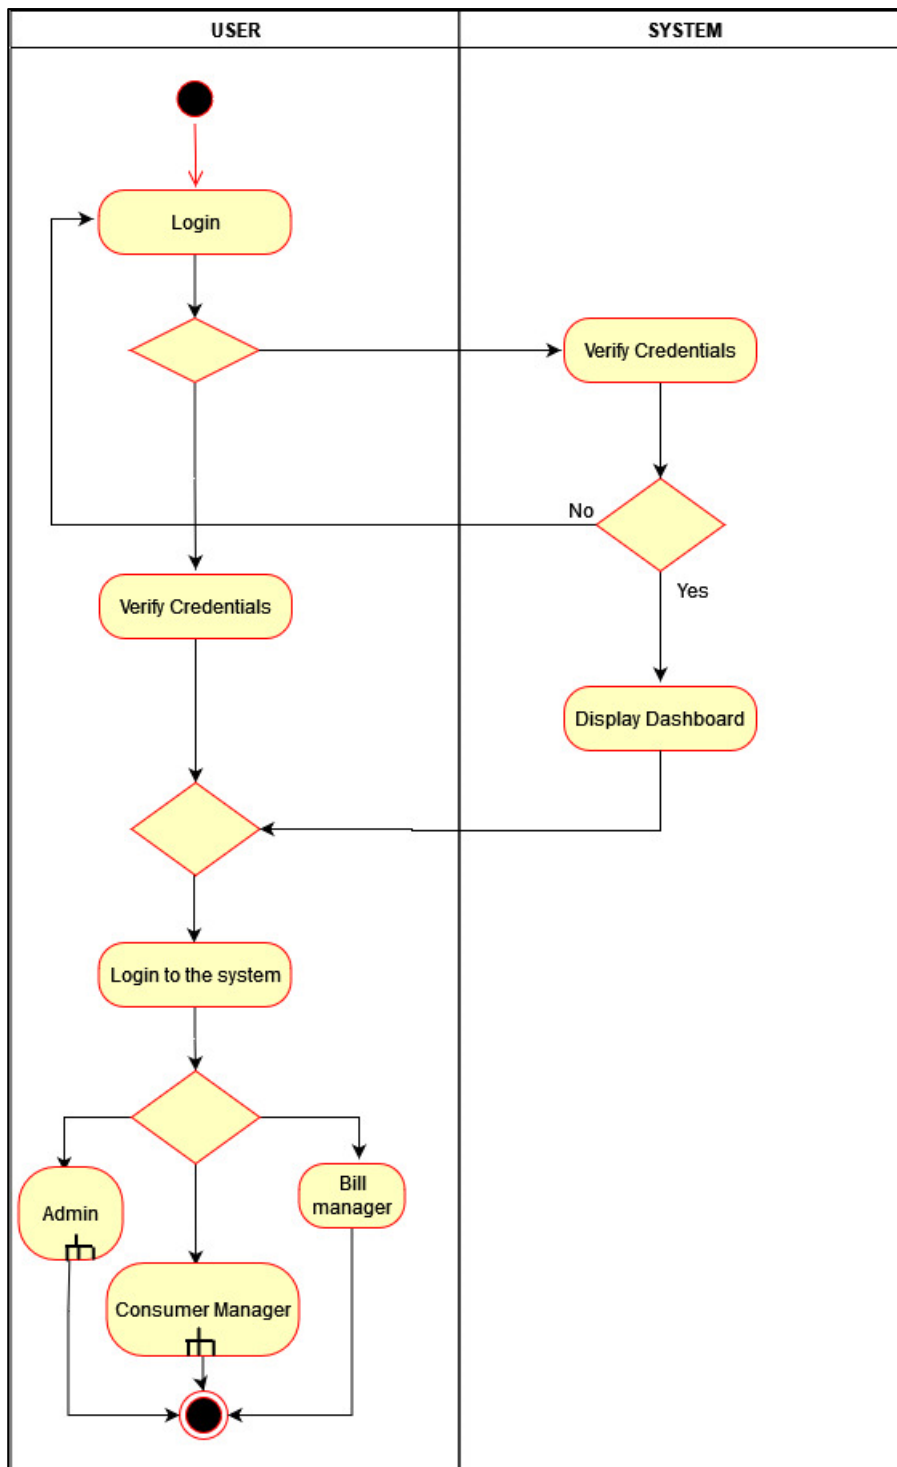 USER
SYSTEM
Login
Verify Credentials
No
Yes
Verify Credentials
Display Dashboard
Login to the system
Admin
Bill
manager
Consumer Manager